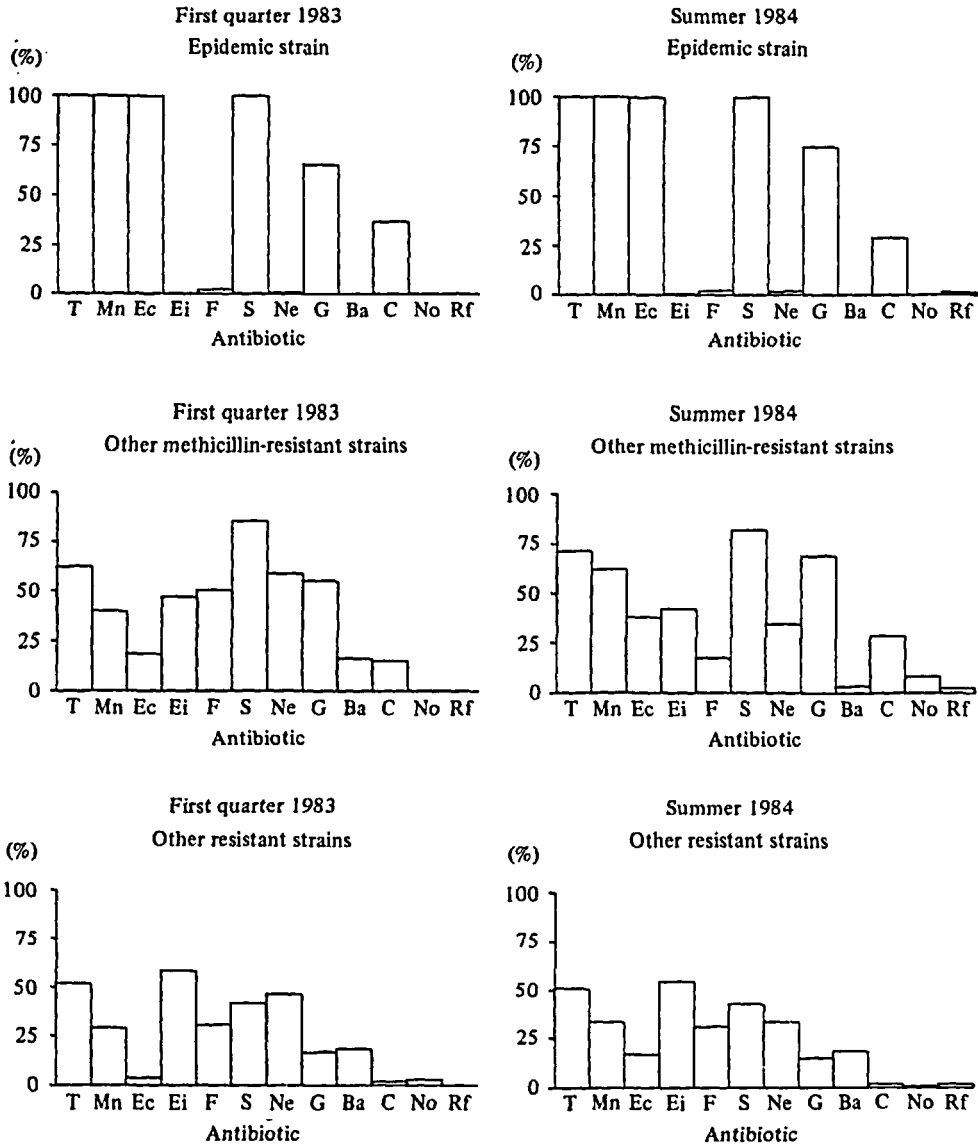 First quarter 1983
Epidemic strain
(%)
100
75
50
25
0
T Mn Ec Ei F S Ne G Ba C No Rf
Antibiotic
Summer 1984
Epidemic strain
(%)
100
75
50
25
0
T Mn Ec Ei F S Ne G Ba C No Rf
Antibiotic
First quarter 1983
Other methicillin-resistant strains
(%)
100
75
50
25
0
T Mn Ec Ei F S Ne G Ba C No Rf
Antibiotic
Summer 1984
Other methicillin-resistant strains
(%)
100
75
50
25
0
T Mn Ec Ei F S Ne G Ba C No Rf
Antibiotic
First quarter 1983
Other resistant strains
(%)
100
75
50
25
0
T Mn Ec Ei F S Ne G Ba C No Rf
Antibiotic
Summer 1984
Other resistant strains
(%)
100
75
50
25
0
T Mn Ec Ei F S Ne G Ba C No Rf
Antibiotic